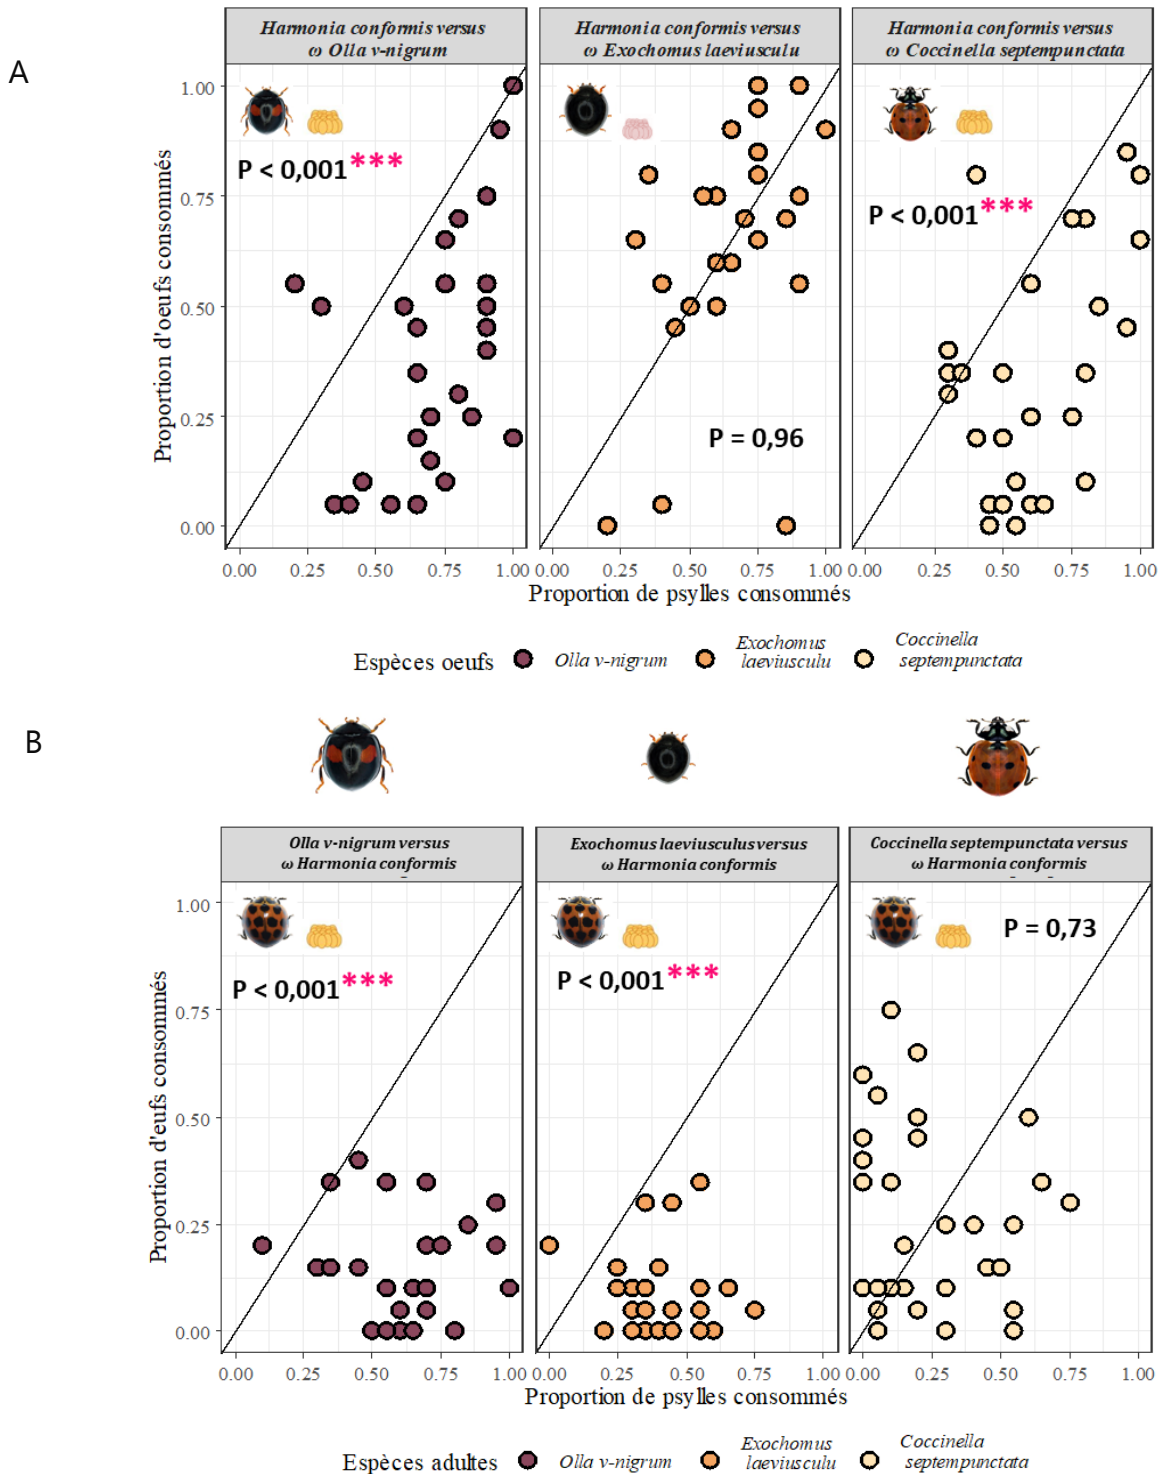 A
Harmonia conformis versus
ω Olla v-nigrum
Harmonia conformis versus
ω Exochomus laeviusculu
Harmonia conformis versus
ω Coccinella septempunctata
Proportion d'oeufs consommés
1.00
0.75
0.50
0.25
0.00
P < 0,001***
P = 0,96
P < 0,001***
0.00 0.25 0.50 0.75 1.00
0.00 0.25 0.50 0.75 1.00
0.00 0.25 0.50 0.75 1.00
Proportion de psylles consommés
Espèces oeufs
Olla v-nigrum
Exochomus
laeviusculu
Coccinella
septempunctata
B
Olla v-nigrum versus
ω Harmonia conformis
Exochomus laeviusculus versus
ω Harmonia conformis
Coccinella septempunctata versus
ω Harmonia conformis
Proportion d'eufs consommés
1.00
0.75
0.50
0.25
0.00
P < 0,001***
P < 0,001***
P = 0,73
0.00 0.25 0.50 0.75 1.00
0.00 0.25 0.50 0.75 1.00
0.00 0.25 0.50 0.75 1.00
Proportion de psylles consommés
Espèces adultes
Olla v-nigrum
Exochomus
laeviusculu
Coccinella
septempunctata